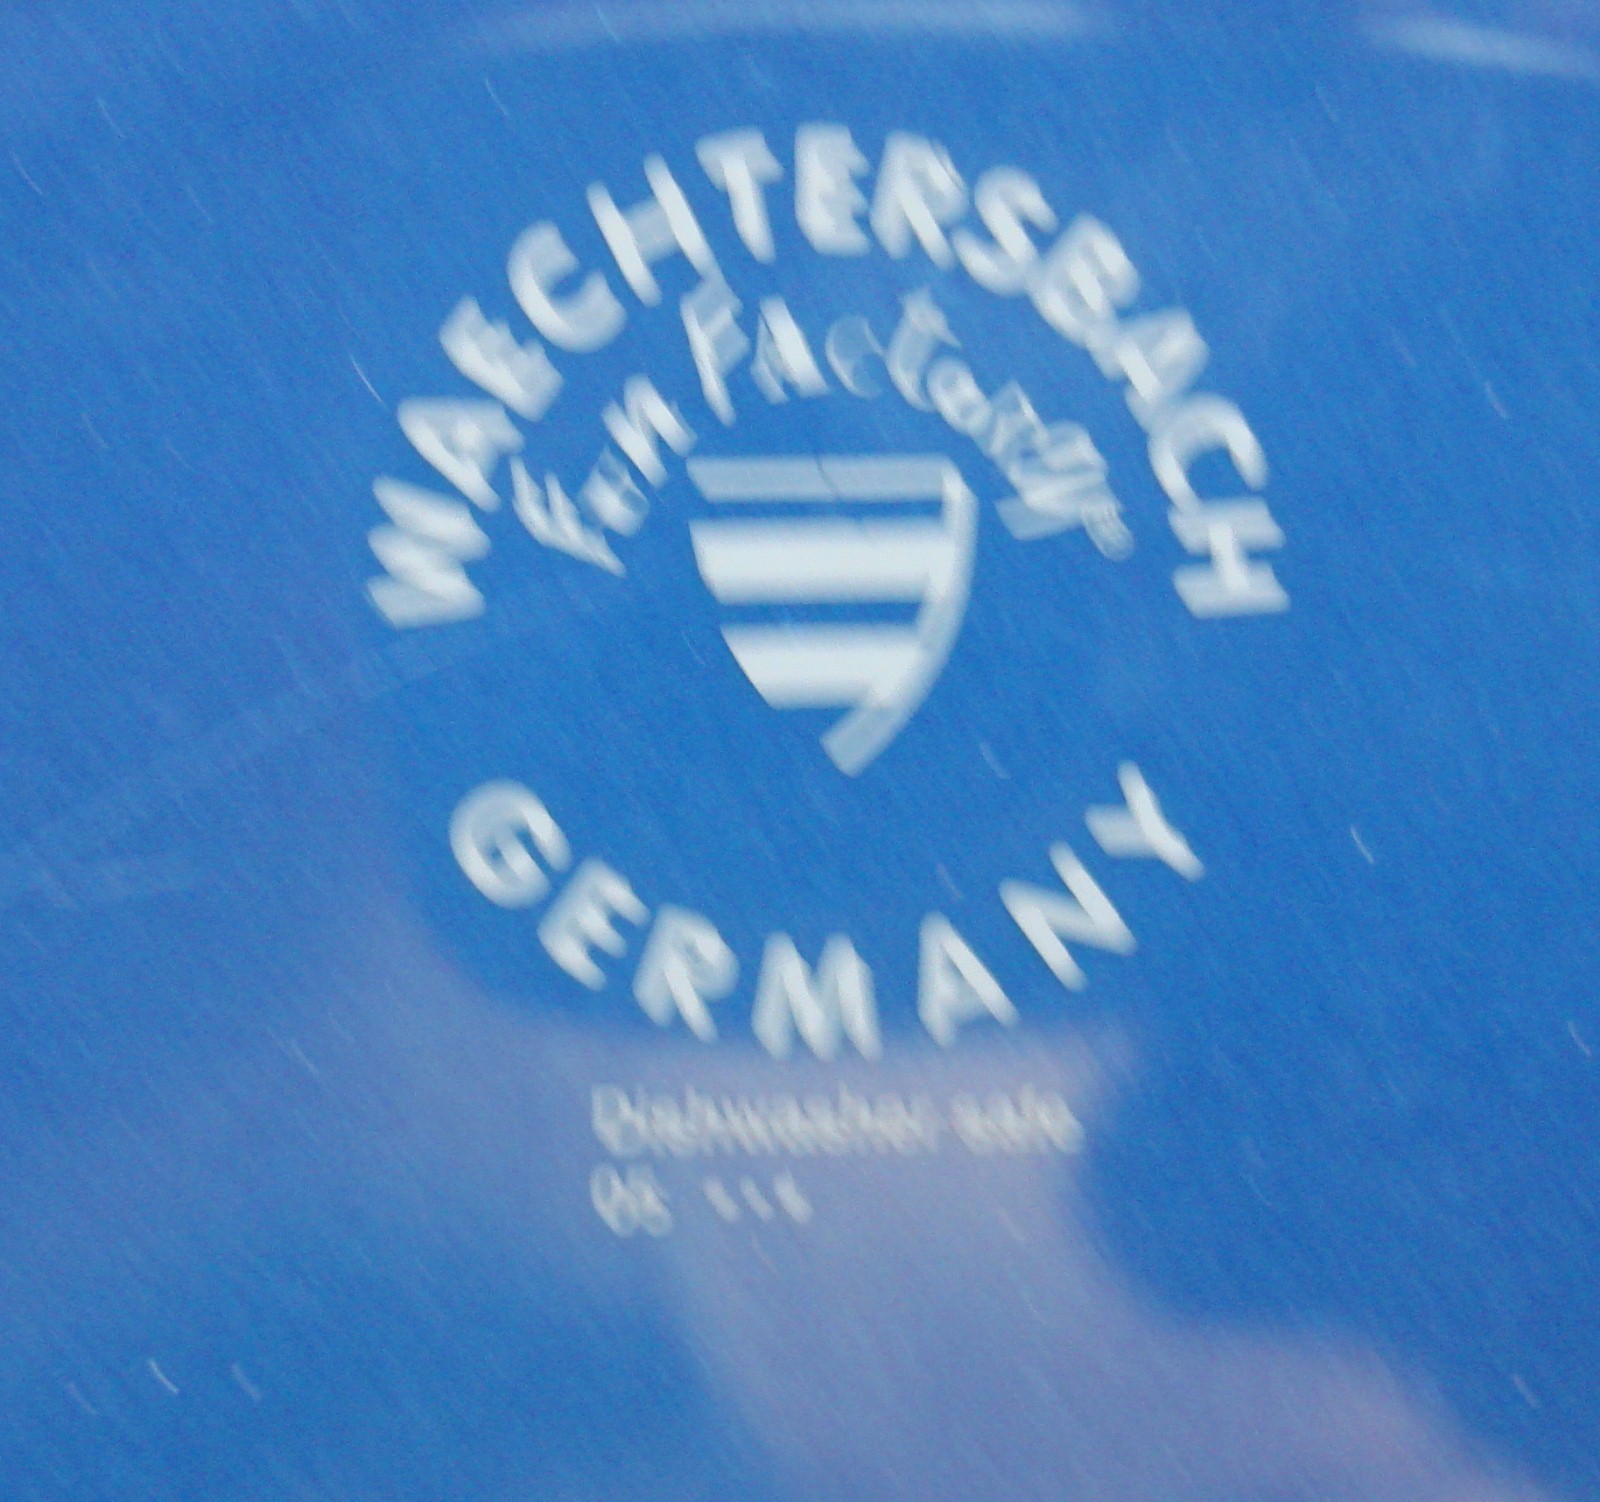 WAECHTERSBACH
Fun Factory®
GERMANY
Dishwasher safe